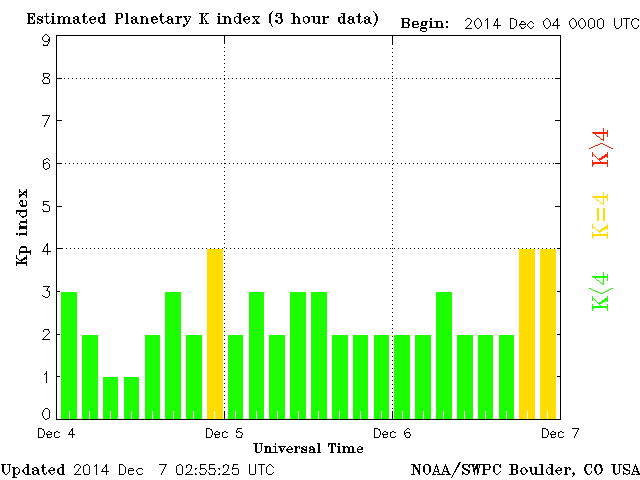 Estimated Planetary K index (3 hour data) Begin: 2014 Dec 04 0000 UTC
9
8
7
6
5
4
3
2
1
0
Kp index
K>4
K=4
K<4
Dec 4 Dec 5 Dec 6 Dec 7
Universal Time
Updated 2014 Dec 7 02:55:25 UTC NOAA/SWPC Boulder, CO USA